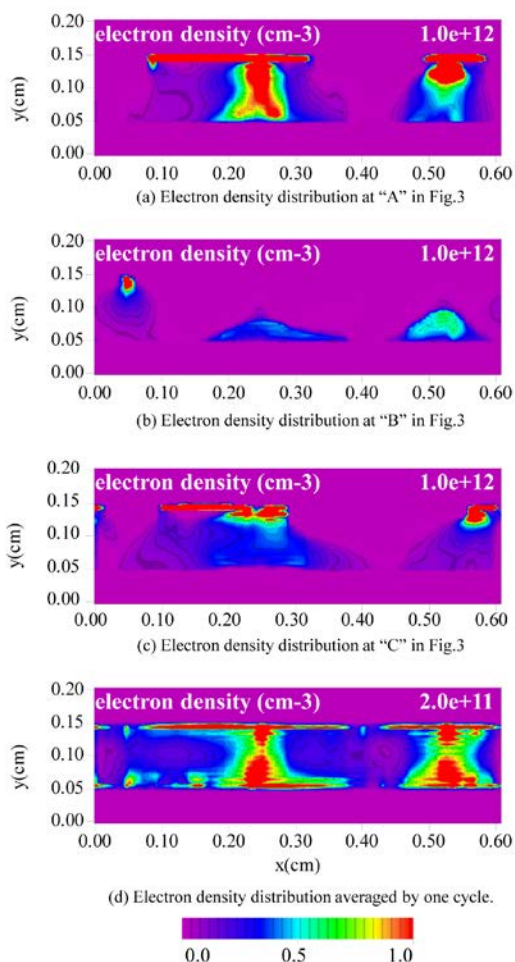 0.20
electron density (cm-3) 1.0e+12
0.15
y(cm)
0.10
0.05
0.00
0.00 0.10 0.20 0.30 0.40 0.50 0.60
(a) Electron density distribution at “A” in Fig.3
0.20
electron density (cm-3) 1.0e+12
0.15
y(cm)
0.10
0.05
0.00
0.00 0.10 0.20 0.30 0.40 0.50 0.60
(b) Electron density distribution at “B” in Fig.3
0.20
electron density (cm-3) 1.0e+12
0.15
y(cm)
0.10
0.05
0.00
0.00 0.10 0.20 0.30 0.40 0.50 0.60
(c) Electron density distribution at “C” in Fig.3
0.20
electron density (cm-3) 2.0e+11
0.15
y(cm)
0.10
0.05
0.00
0.00 0.10 0.20 0.30 0.40 0.50 0.60
x(cm)
(d) Electron density distribution averaged by one cycle.
0.0 0.5 1.0